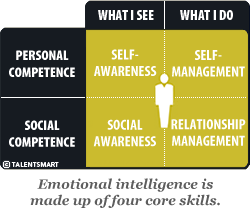 WHAT I SEE WHAT I DO
PERSONAL COMPETENCE SELF-AWARENESS SELF-MANAGEMENT
SOCIAL COMPETENCE SOCIAL AWARENESS RELATIONSHIP MANAGEMENT
© TALENTSMART
Emotional intelligence is
made up of four core skills.